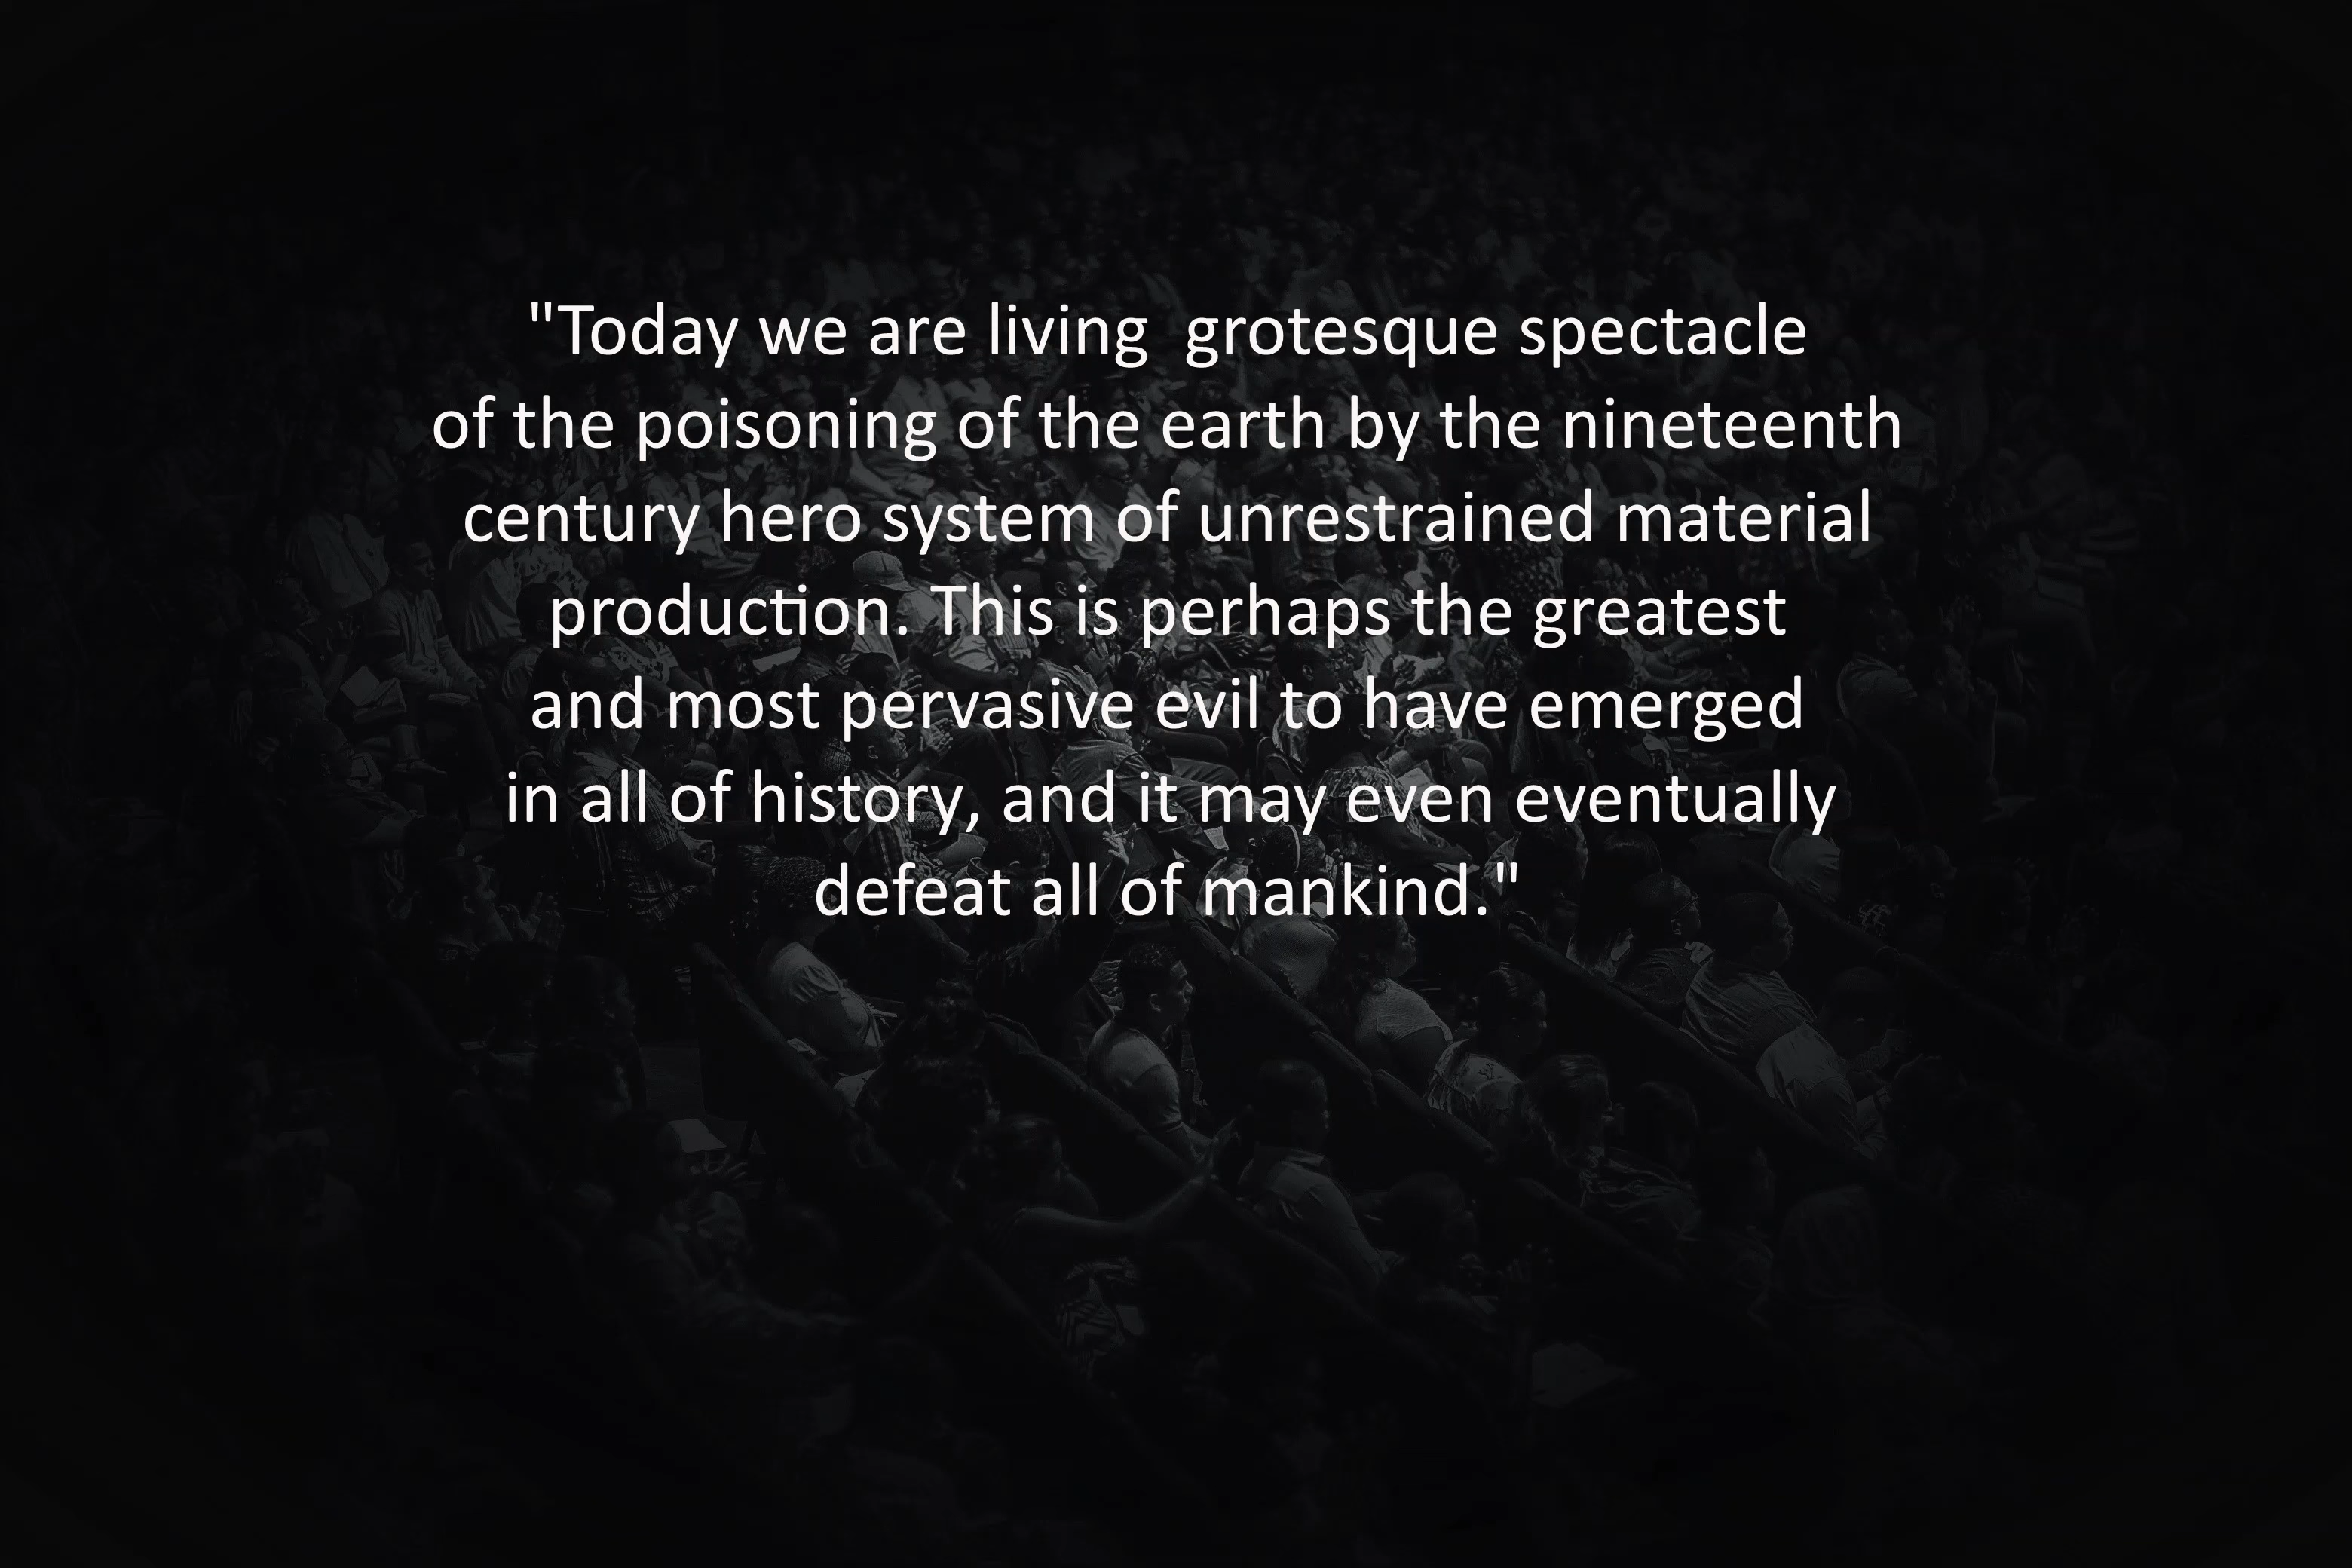 "Today we are living  grotesque spectacle
of the poisoning of the earth by the nineteenth
century hero system of unrestrained material
production. This is perhaps the greatest
and most pervasive evil to have emerged
in all of history, and it may even eventually
defeat all of mankind."